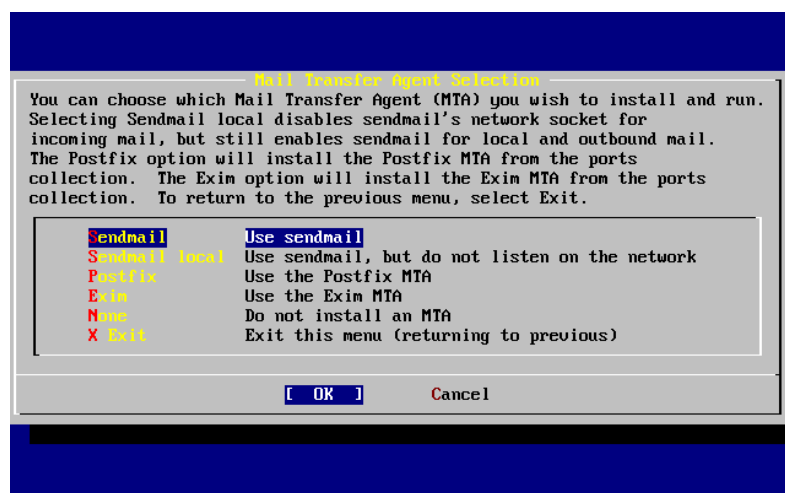 Mail Transfer Agent Selection
You can choose which Mail Transfer Agent (MTA) you wish to install and run.
Selecting Sendmail local disables sendmail's network socket for
incoming mail, but still enables sendmail for local and outbound mail.
The Postfix option will install the Postfix MTA from the ports
collection.  The Exim option will install the Exim MTA from the ports
collection.  To return to the previous menu, select Exit.
Sendmail Use sendmail
Sendmail local Use sendmail, but do not listen on the network
Postfix Use the Postfix MTA
Exim Use the Exim MTA
None Do not install an MTA
X Exit Exit this menu (returning to previous)
[ OK ] Cancel